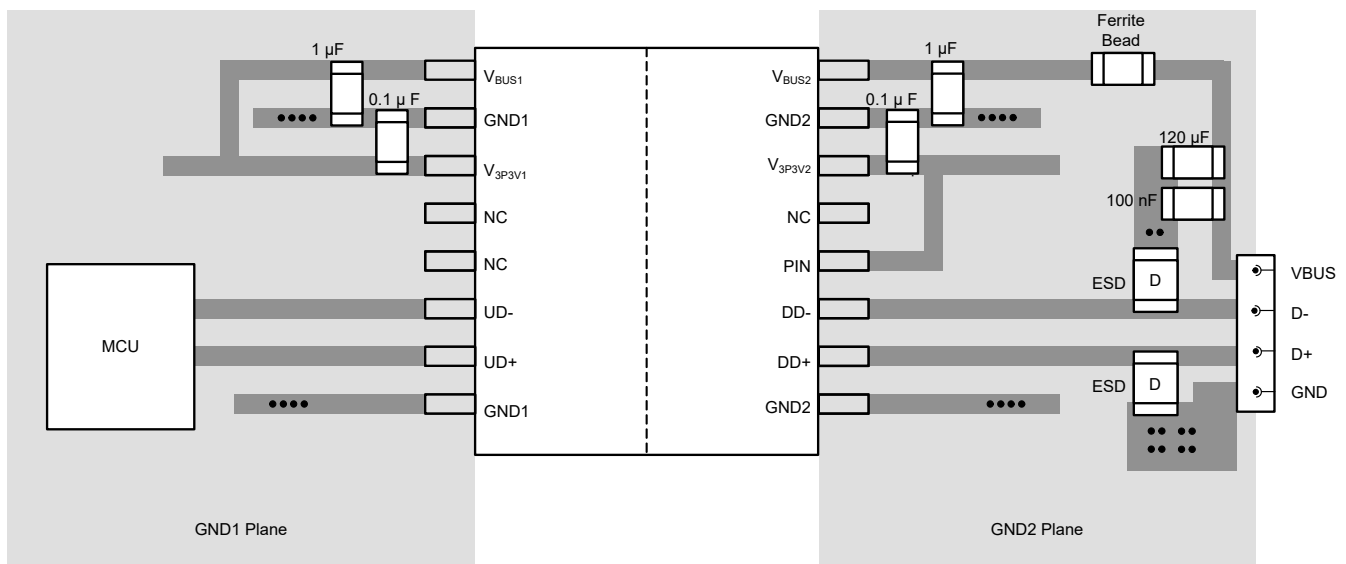 Ferrite
Bead
1 µF
1 µF
VBUS1
VBUS2
0.1 µ F
0.1 µ F
GND1
GND2
120 µF
V3P3V1
V3P3V2
100 nF
NC
NC
NC
PIN
ESD
D
VBUS
MCU
UD-
DD-
D-
UD+
DD+
D+
ESD
D
GND
GND1
GND2
GND1 Plane
GND2 Plane